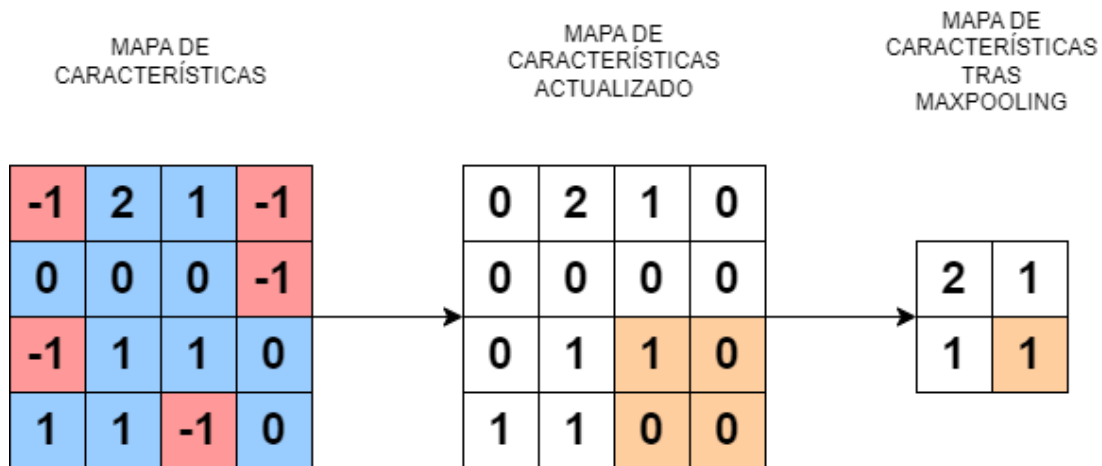 MAPA DE
CARACTERÍSTICAS
MAPA DE
CARACTERÍSTICAS
ACTUALIZADO
MAPA DE
CARACTERÍSTICAS
TRAS
MAXPOOLING
-1 2 1 -1
0 0 0 -1
-1 1 1 0
1 1 -1 0
0 2 1 0
0 0 0 0
0 1 1 0
1 1 0 0
2 1
1 1